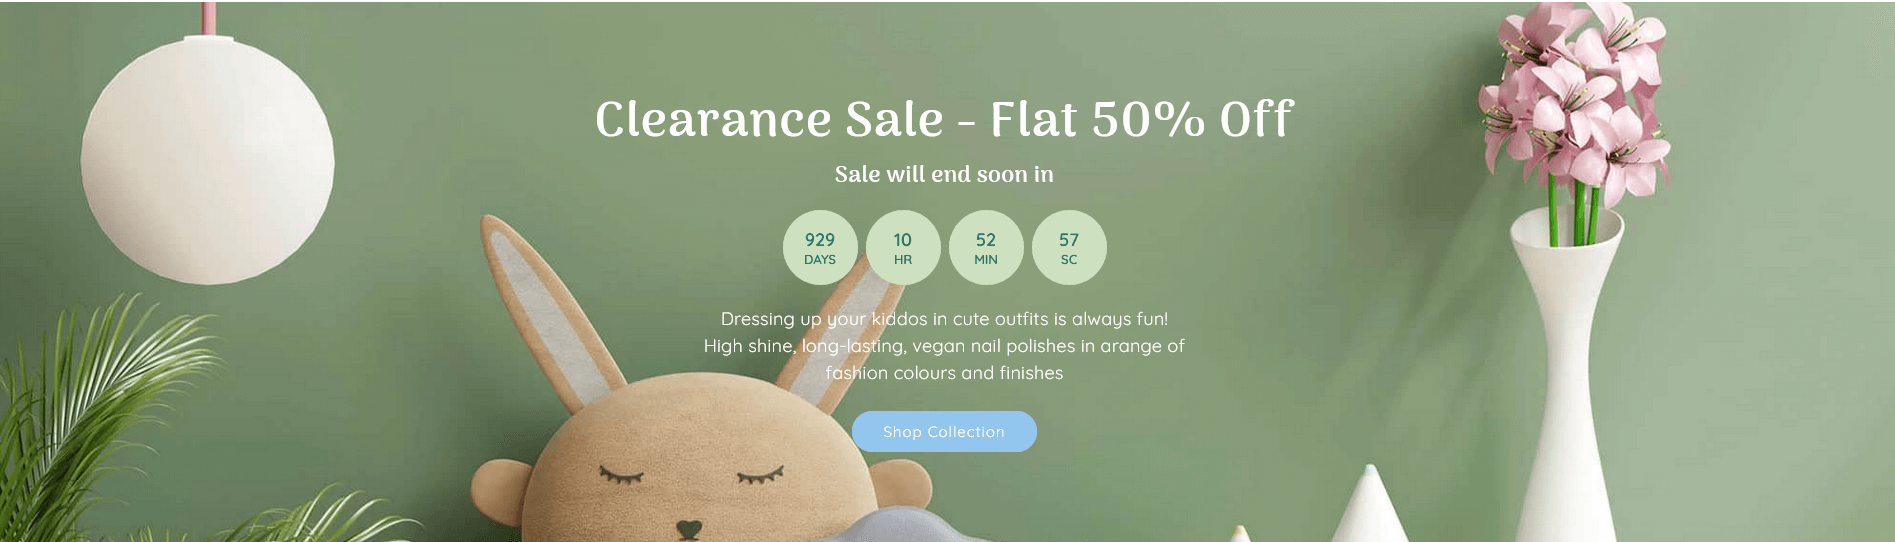 Clearance Sale - Flat 50% Off
Sale will end soon in
929 10 52 57
DAYS HR MIN SC
Dressing up your kiddos in cute outfits is always fun!
High shine, long-lasting, vegan nail polishes in arange of
fashion colours and finishes
Shop Collection